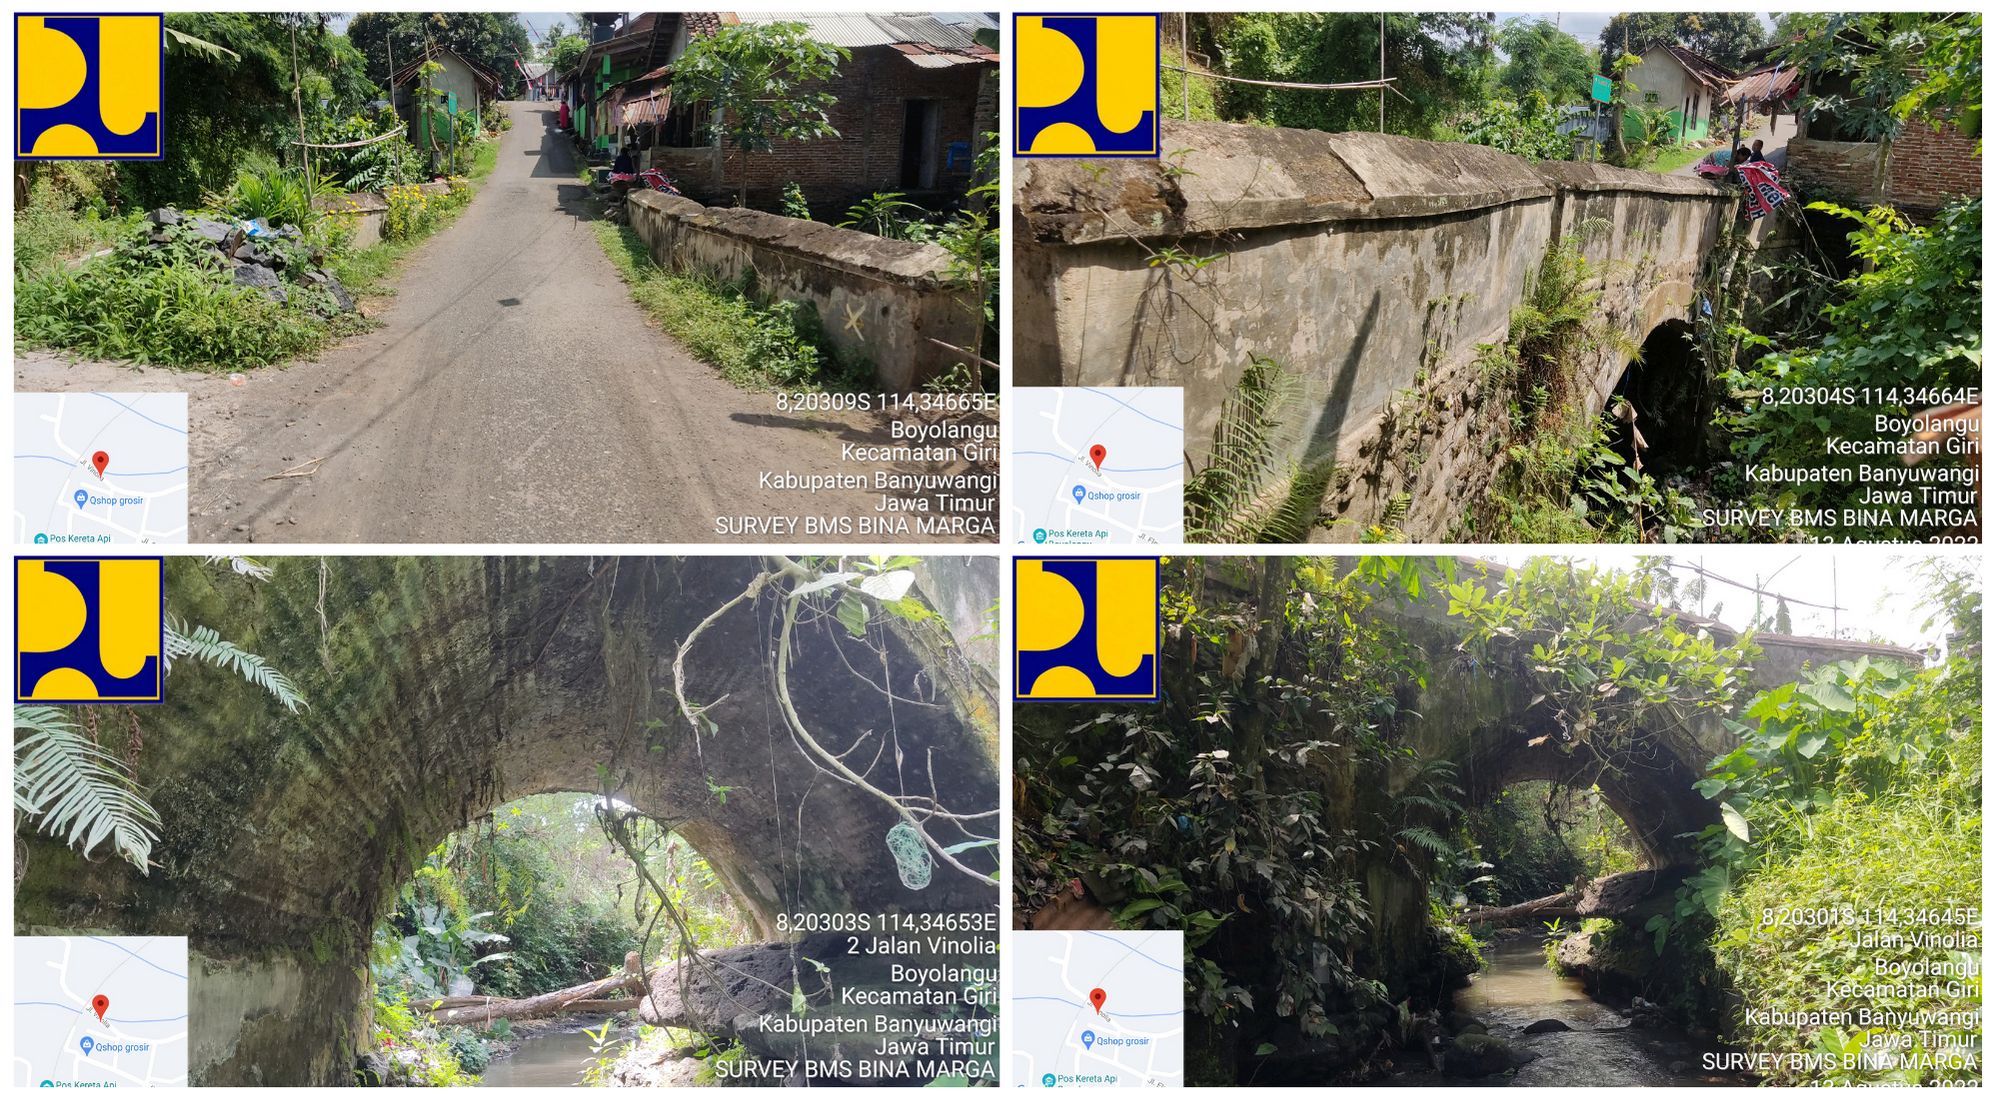 8,20309S 114,34665E
Boyolangu
Kecamatan Giri
Kabupaten Banyuwangi
Jawa Timur
SURVEY BMS BINA MARGA
Jl. Vinolia
Qshop grosir
Pos Kereta Api
8,20304S 114,34664E
Boyolangu
Kecamatan Giri
Kabupaten Banyuwangi
Jawa Timur
SURVEY BMS BINA MARGA
Qshop grosir
Pos Kereta Api
8,20303S 114,34653E
2 Jalan Vinolia
Boyolangu
Kecamatan Giri
Kabupaten Banyuwangi
Jawa Timur
SURVEY BMS BINA MARGA
Jl. Vinolia
Qshop grosir
Pos Kereta Api
8,20301S 114,34645E
Jalan Vinolia
Boyolangu
Kecamatan Giri
Kabupaten Banyuwangi
Jawa Timur
SURVEY BMS BINA MARGA
Qshop grosir
Pos Kereta Api